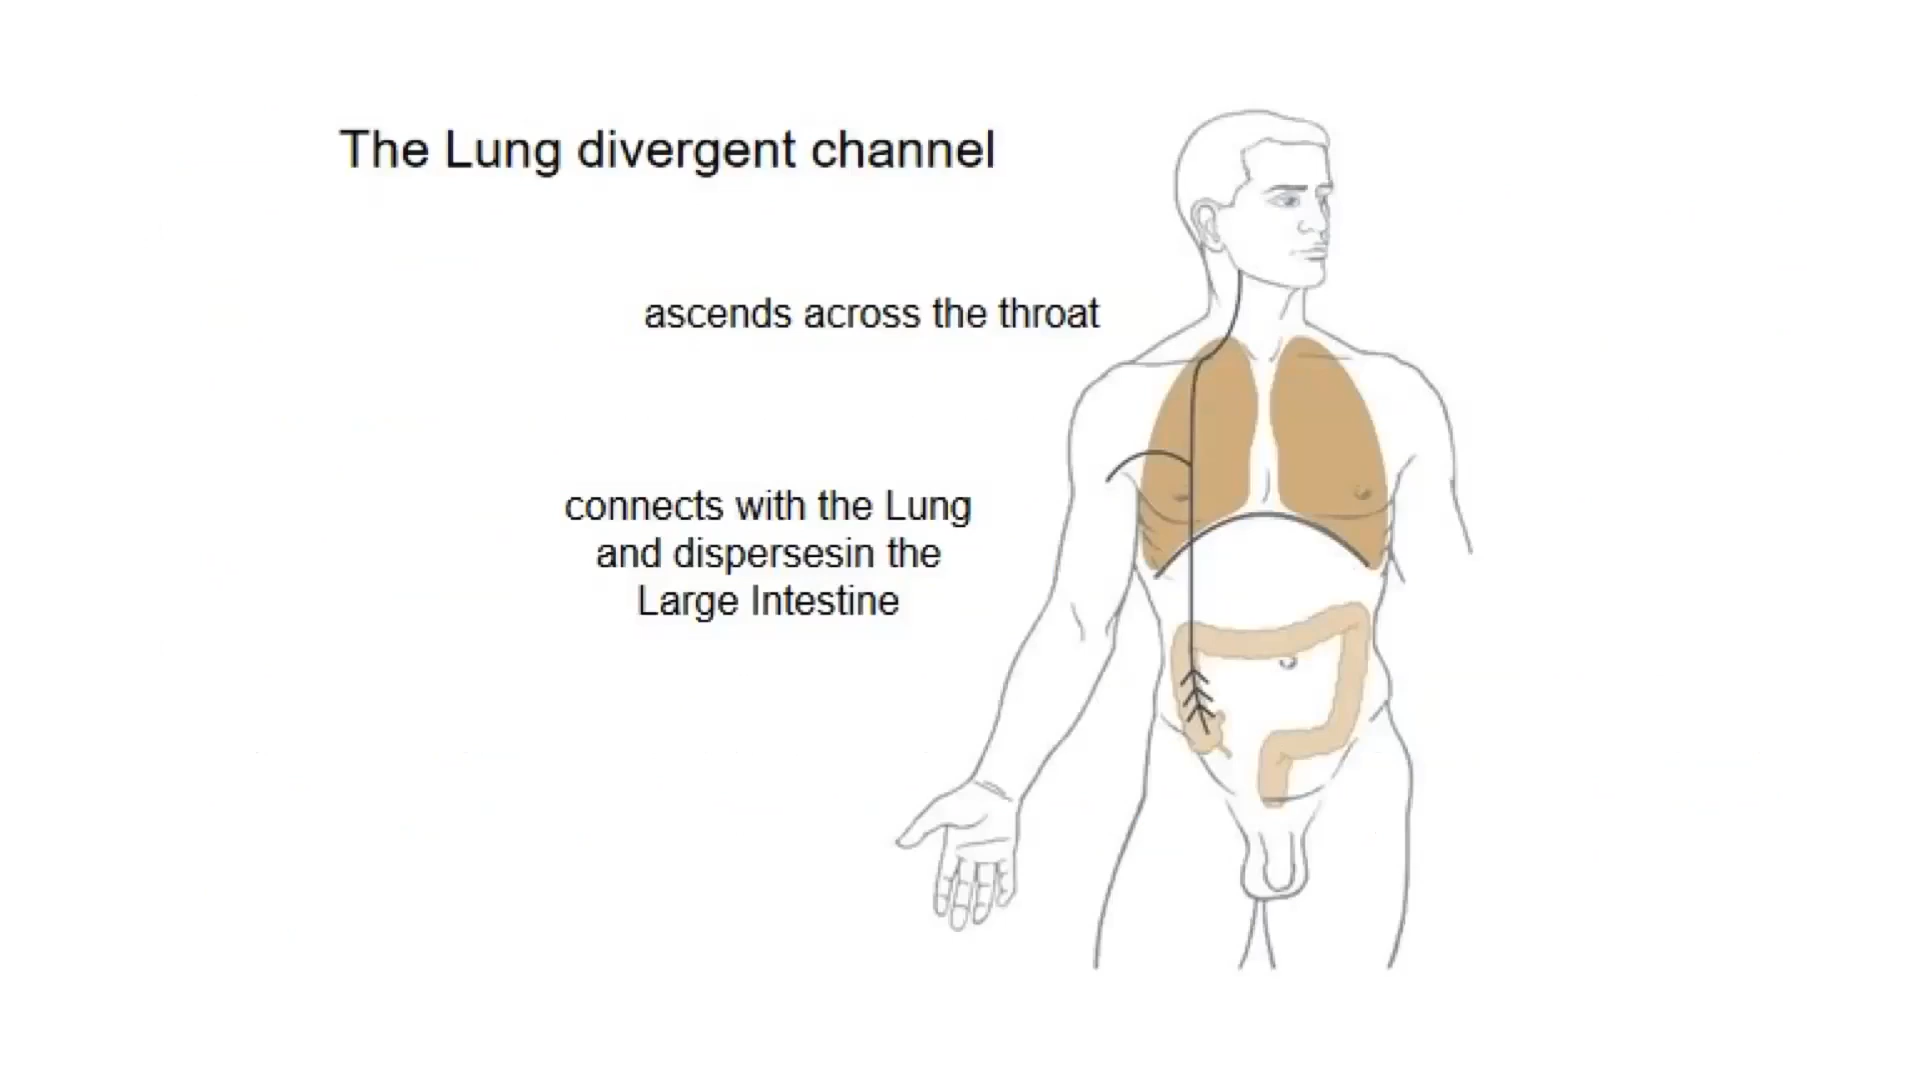 The Lung divergent channel
ascends across the throat
connects with the Lung
and dispersesin the
Large Intestine